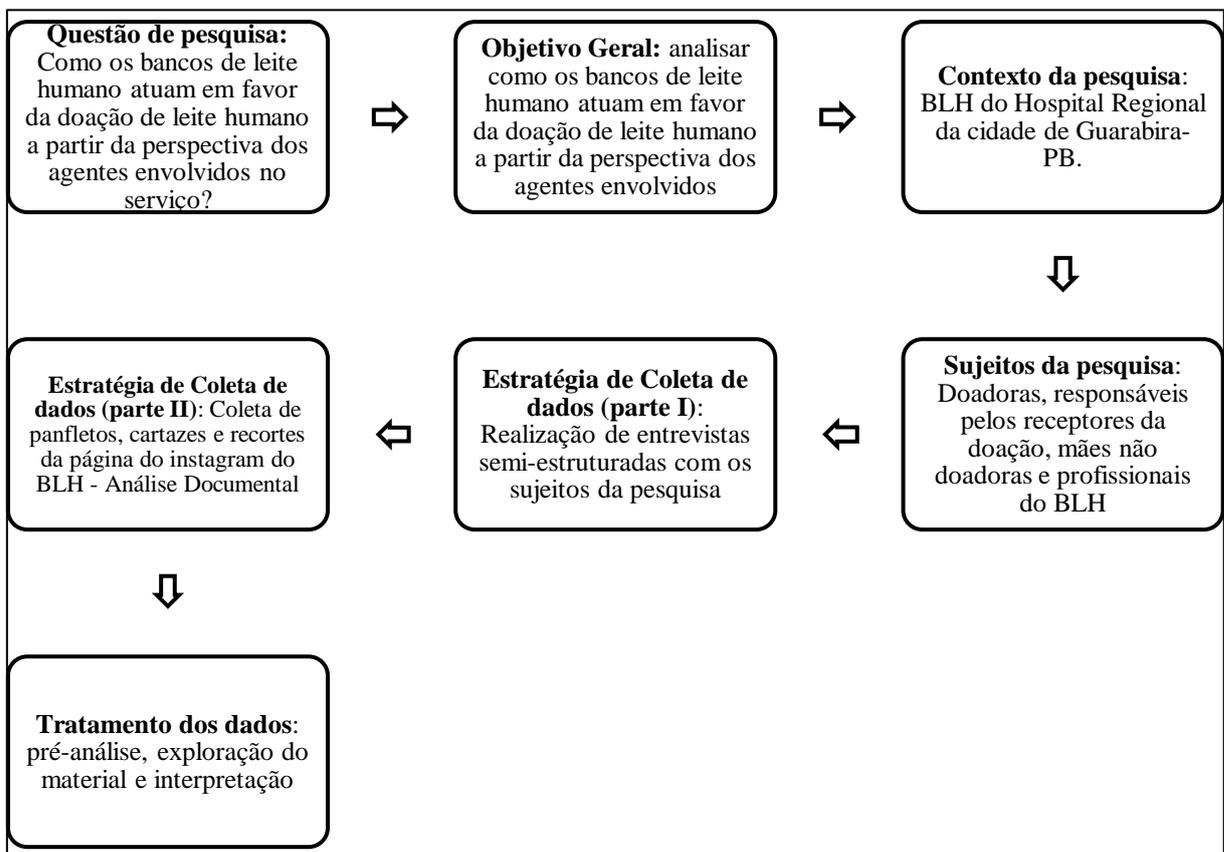 Questão de pesquisa:
Como os bancos de leite
humano atuam em favor
da doação de leite humano
a partir da perspectiva dos
agentes envolvidos no
serviço?
Objetivo Geral: analisar
como os bancos de leite
humano atuam em favor
da doação de leite humano
a partir da perspectiva dos
agentes envolvidos
Contexto da pesquisa:
BLH do Hospital Regional
da cidade de Guarabira-
PB.
Sujeitos da pesquisa:
Doadoras, responsáveis
pelos receptores da
doação, mães não
doadoras e profissionais
do BLH
Estratégia de Coleta de
dados (parte I):
Realização de entrevistas
semi-estruturadas com os
sujeitos da pesquisa
Estratégia de Coleta de
dados (parte II): Coleta de
panfletos, cartazes e recortes
da página do instagram do
BLH - Análise Documental
Tratamento dos dados:
pré-análise, exploração do
material e interpretação